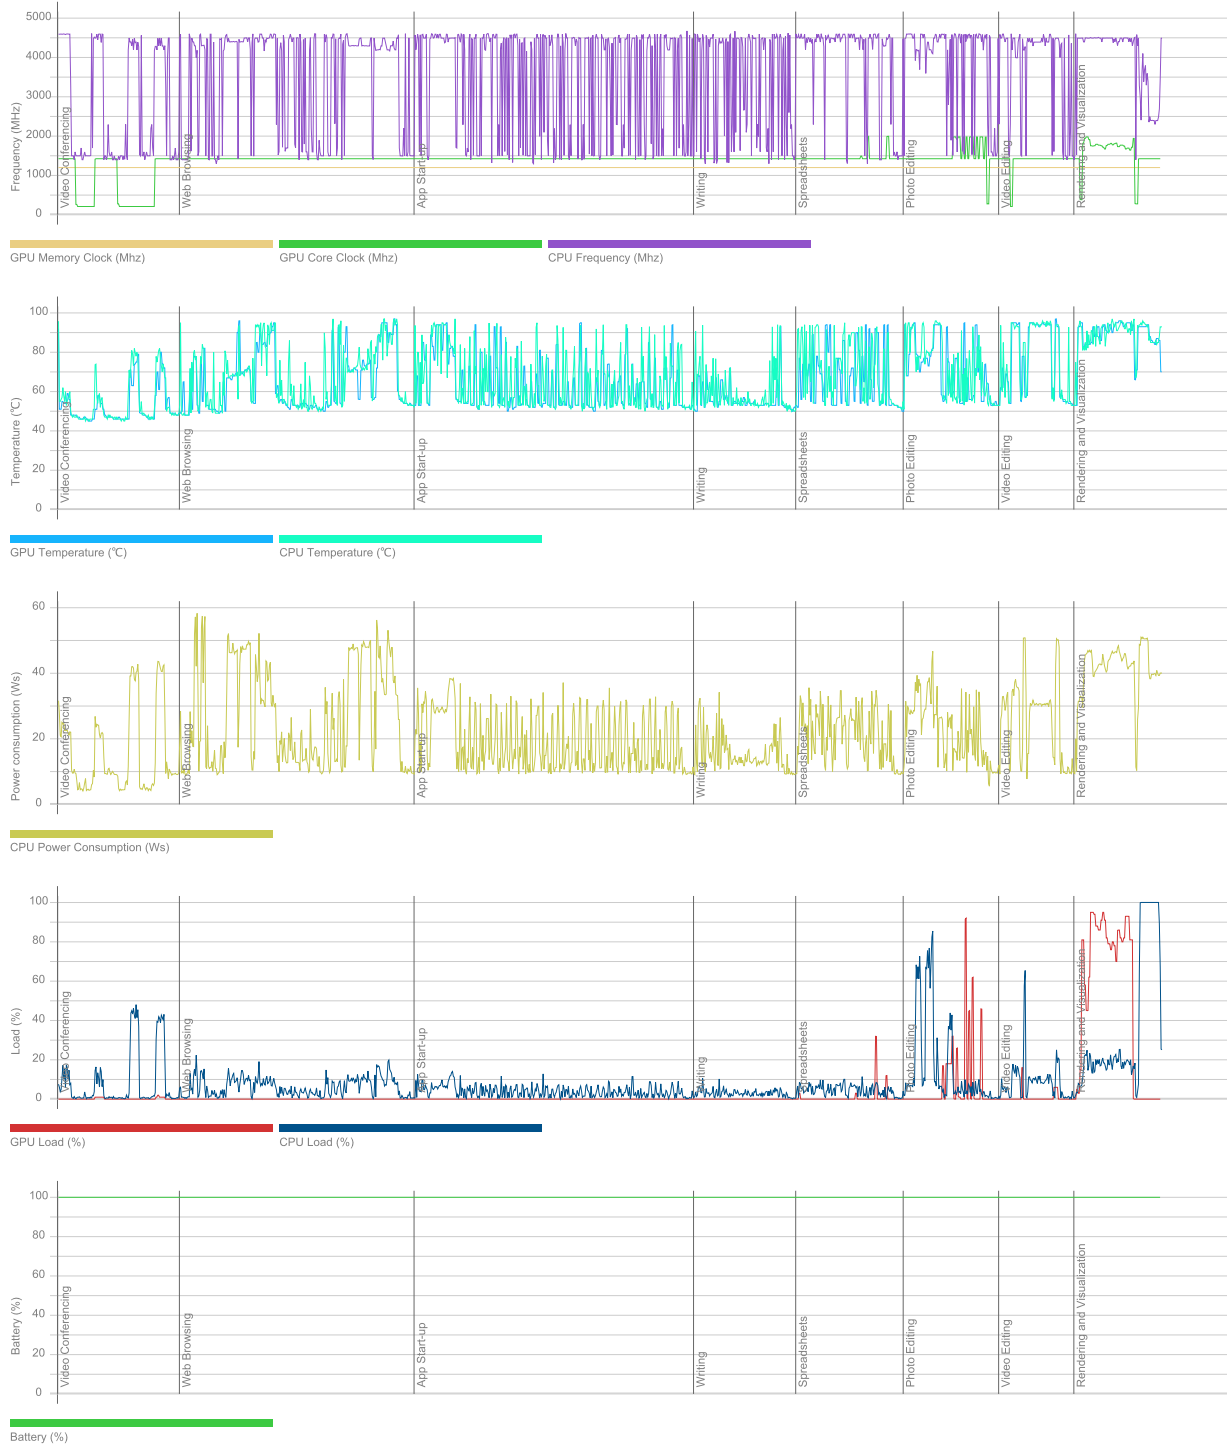 5000
4000
3000
2000
1000
0
Frequency (MHz)
Video Conferencing
Web Browsing
App Start-up
Writing
Spreadsheets
Photo Editing
Video Editing
Rendering and Visualization
GPU Memory Clock (Mhz)
GPU Core Clock (Mhz)
CPU Frequency (Mhz)
100
80
60
40
20
0
Temperature (°C)
Video Conferencing
Web Browsing
App Start-up
Writing
Spreadsheets
Photo Editing
Video Editing
Rendering and Visualization
GPU Temperature (°C)
CPU Temperature (°C)
60
40
20
0
Power consumption (Ws)
Video Conferencing
Web Browsing
App Start-up
Writing
Spreadsheets
Photo Editing
Video Editing
Rendering and Visualization
CPU Power Consumption (Ws)
100
80
60
40
20
0
Load (%)
Video Conferencing
Web Browsing
App Start-up
Writing
Spreadsheets
Photo Editing
Video Editing
Rendering and Visualization
GPU Load (%)
CPU Load (%)
100
80
60
40
20
0
Battery (%)
Video Conferencing
Web Browsing
App Start-up
Writing
Spreadsheets
Photo Editing
Video Editing
Rendering and Visualization
Battery (%)